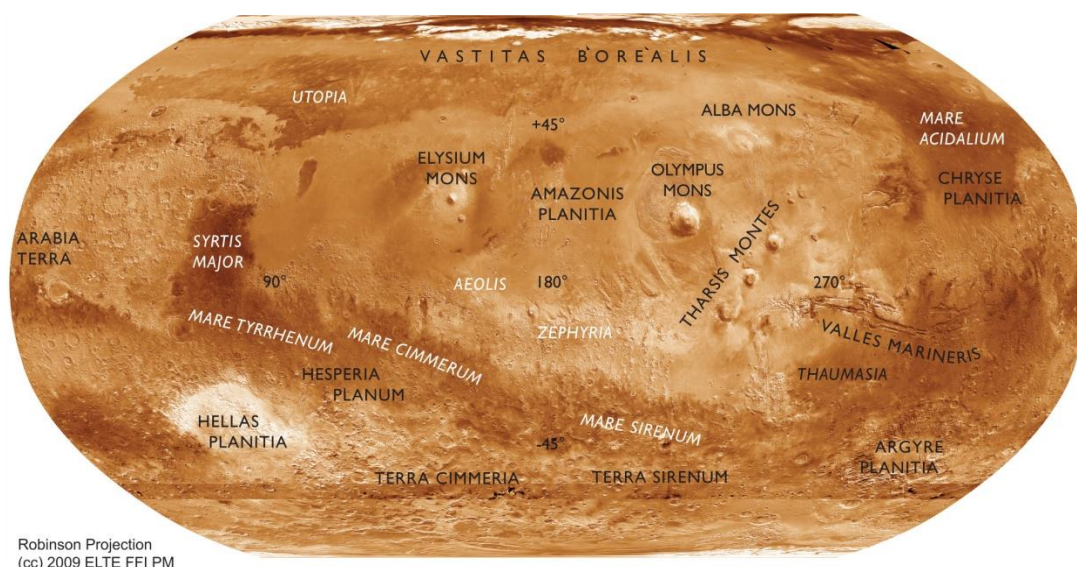 VASTITAS BOREALIS
UTOPIA
ALBA MONS
+45°
MARE
ACIDALIUM
ELYSIUM
MONS
OLYMPUS
MONS
CHRYSE
PLANITIA
AMAZONIS
PLANITIA
ARABIA
TERRA
SYRTIS
MAJOR
THARSIS MONTES
90°
AEOLIS
180°
270°
MARE TYRRHENUM
MARE CIMMERUM
ZEPHYRIA
VALLES MARINERIS
HESPERIA
PLANUM
THAUMASIA
HELLAS
PLANITIA
MABE SIRENUM
-45°
ARGYRE
PLANITIA
TERRA CIMMERIA
TERRA SIRENUM
Robinson Projection
(cc) 2009 ELTE FFI PM